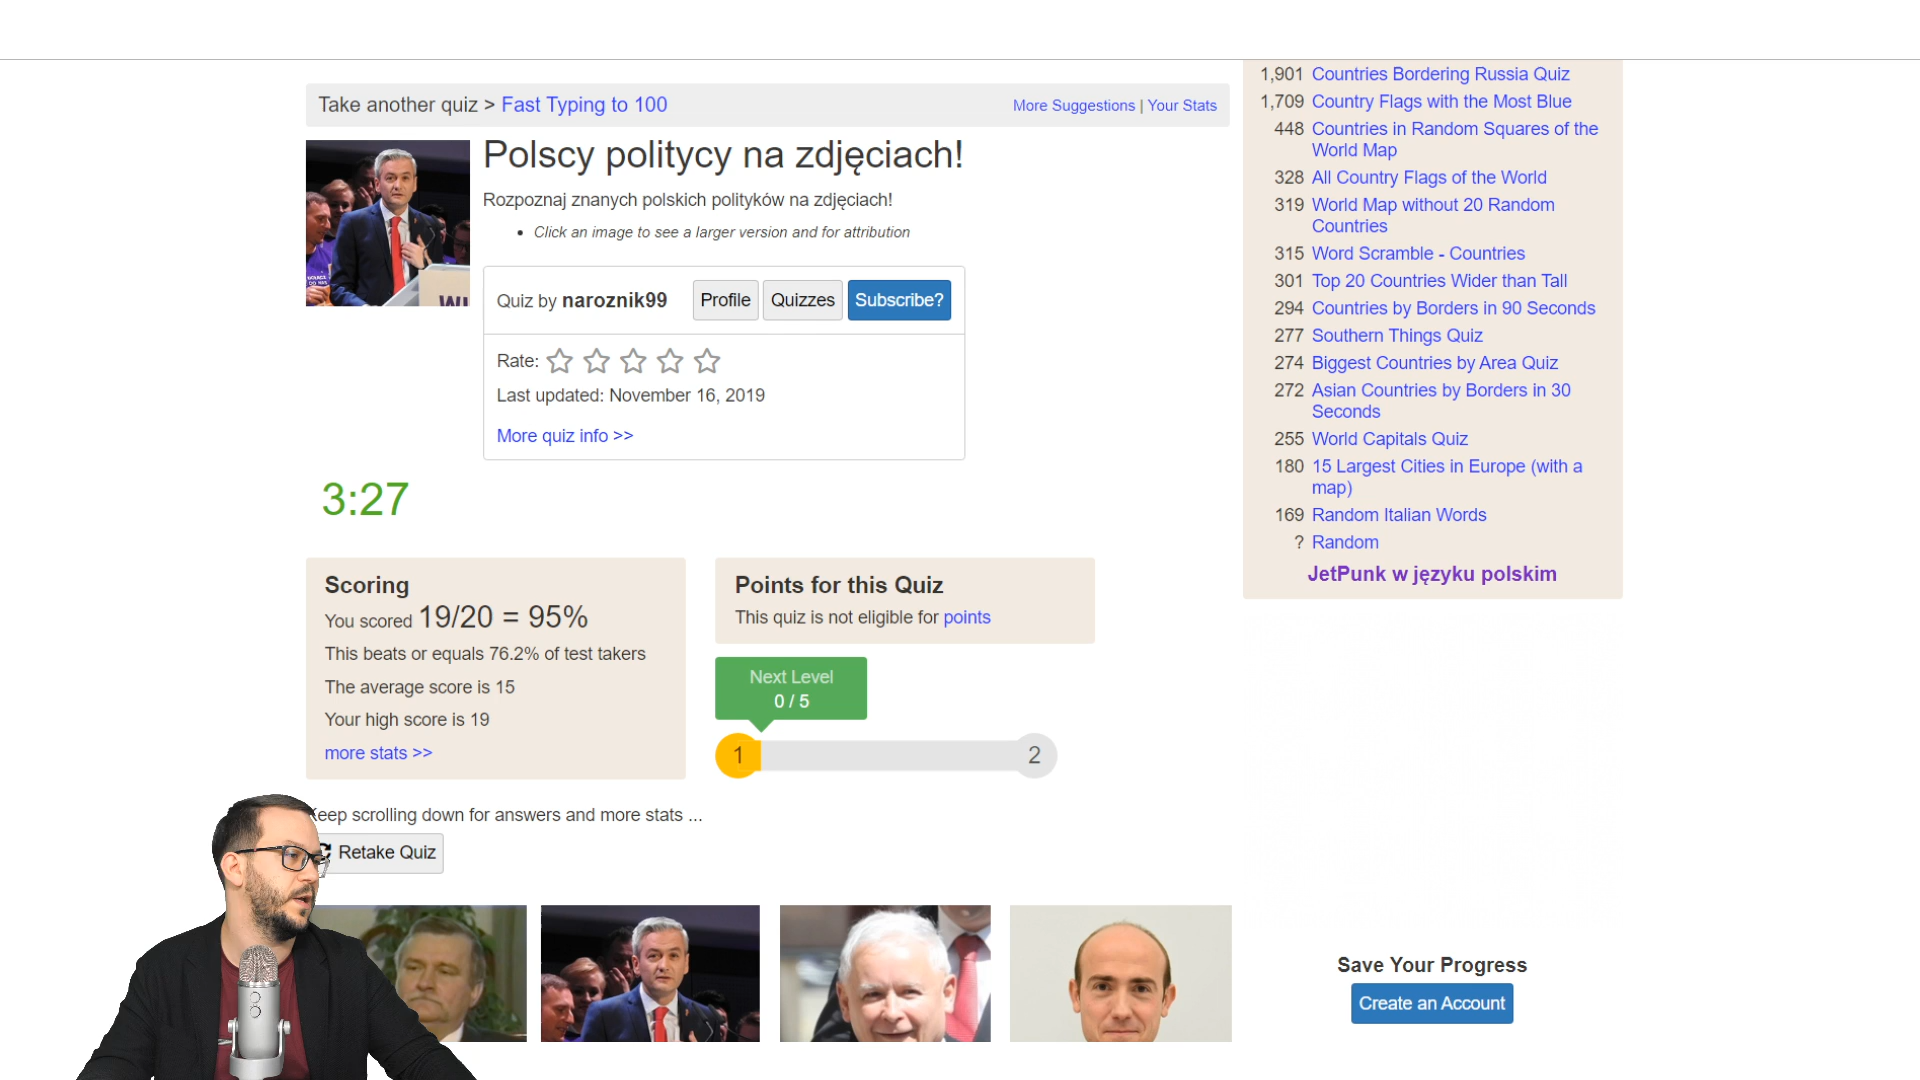 Take another quiz > Fast Typing to 100
More Suggestions | Your Stats
Polscy politycy na zdjęciach!
Rozpoznaj znanych polskich polityków na zdjęciach!
• Click an image to see a larger version and for attribution
Quiz by naroznik99
Profile
Quizzes
Subscribe?
Rate:
Last updated: November 16, 2019
More quiz info >>
3:27
Scoring
You scored 19/20 = 95%
This beats or equals 76.2% of test takers
The average score is 15
Your high score is 19
more stats >>
Points for this Quiz
This quiz is not eligible for points
Next Level
0 / 5
1
2
Keep scrolling down for answers and more stats ...
Retake Quiz
1,901 Countries Bordering Russia Quiz
1,709 Country Flags with the Most Blue
448 Countries in Random Squares of the
World Map
328 All Country Flags of the World
319 World Map without 20 Random
Countries
315 Word Scramble - Countries
301 Top 20 Countries Wider than Tall
294 Countries by Borders in 90 Seconds
277 Southern Things Quiz
274 Biggest Countries by Area Quiz
272 Asian Countries by Borders in 30
Seconds
255 World Capitals Quiz
180 15 Largest Cities in Europe (with a
map)
169 Random Italian Words
? Random
JetPunk w języku polskim
Save Your Progress
Create an Account